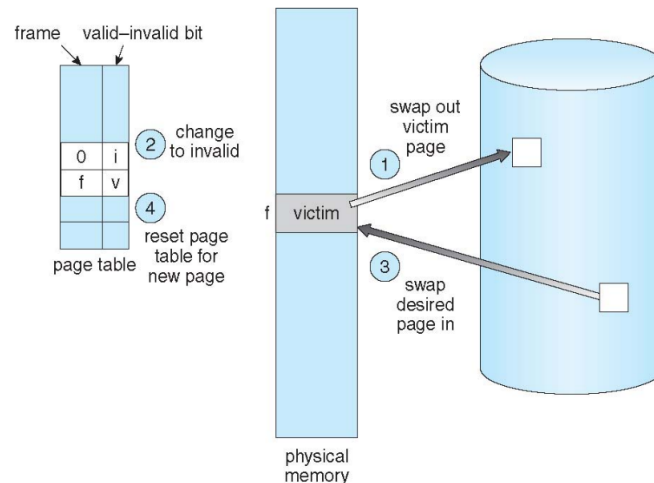 frame
valid–invalid bit
0 i
f v
page table
2
change
to invalid
4
reset page
table for
new page
f
victim
physical
memory
swap out
victim
page
1
3
swap
desired
page in